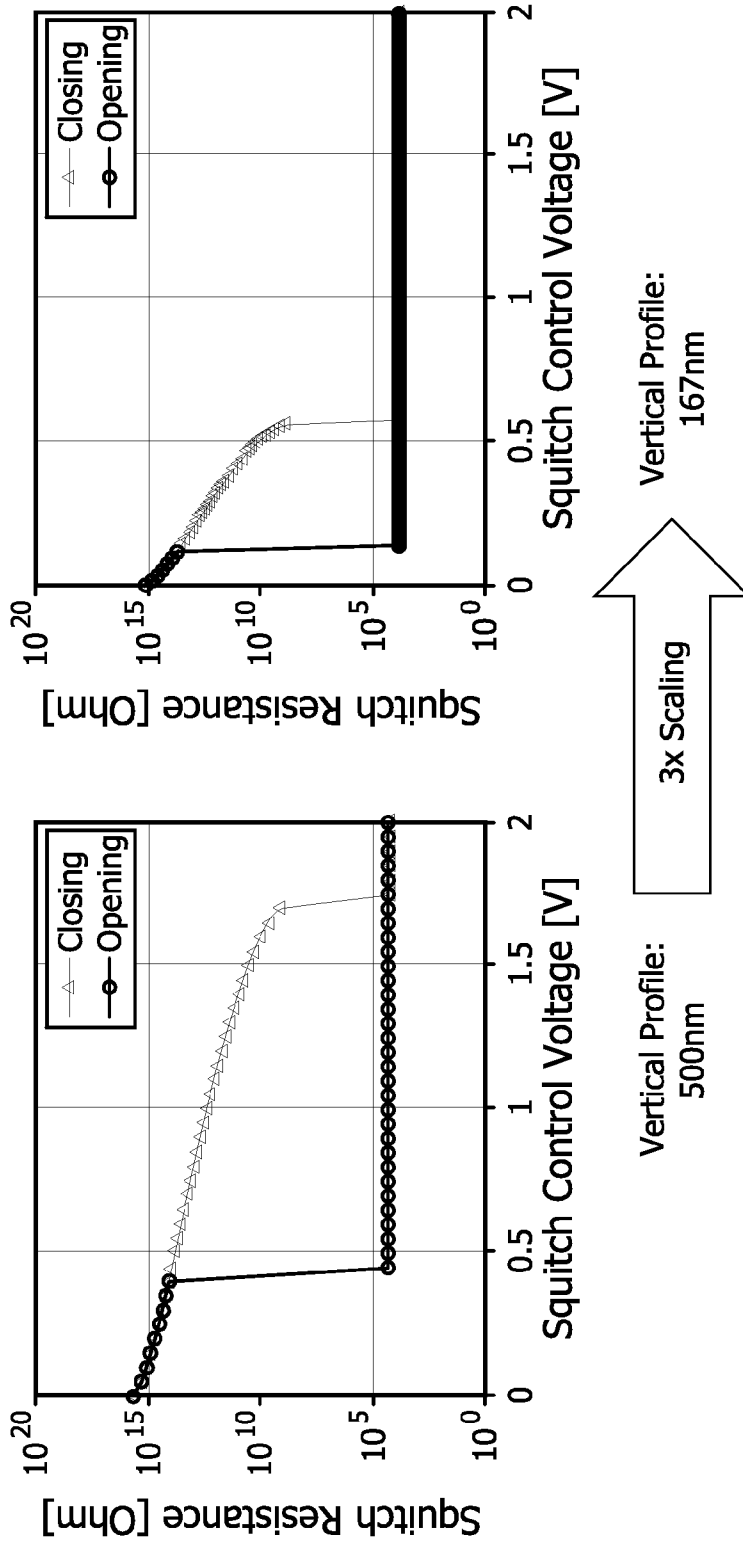 Squitch Resistance [Ohm]
10^20
10^15
10^10
10^5
10^0
Closing
Opening
0 0.5 1 1.5 2
Squitch Control Voltage [V]
Squitch Resistance [Ohm]
10^20
10^15
10^10
10^5
10^0
Closing
Opening
0 0.5 1 1.5 2
Squitch Control Voltage [V]
Vertical Profile:
500nm
3x Scaling
Vertical Profile:
167nm